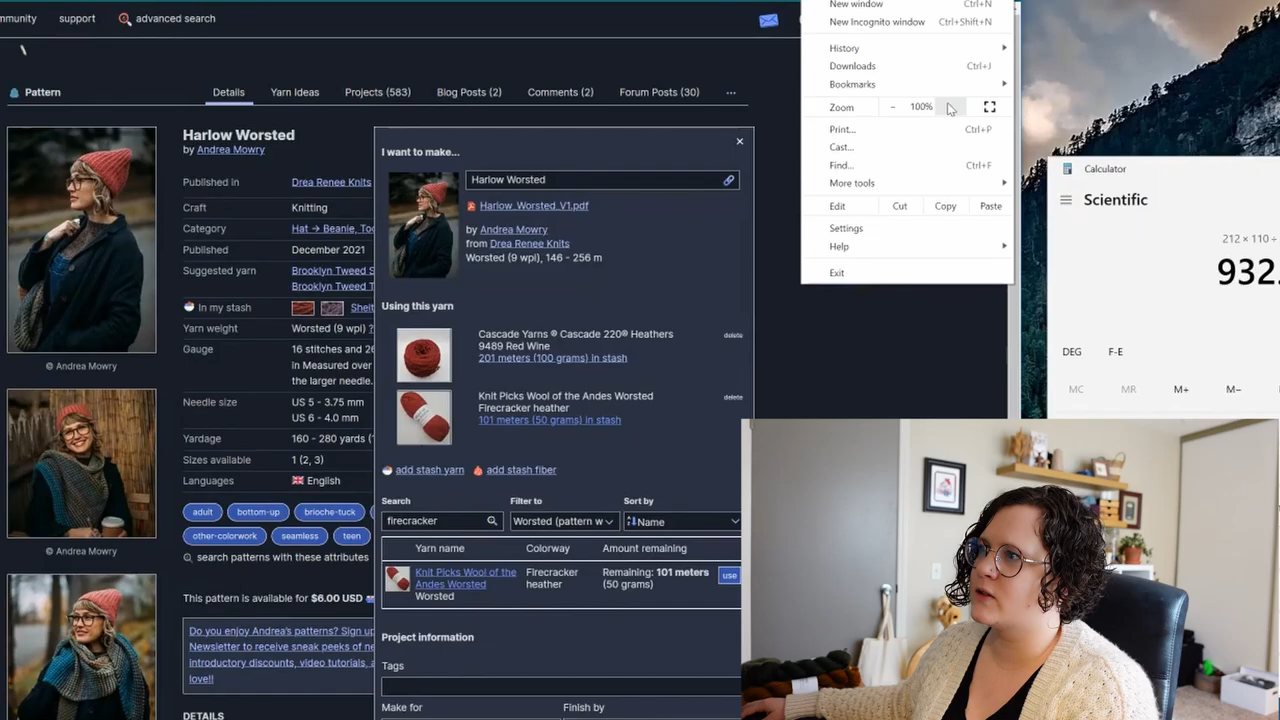 mmunity support advanced search
Pattern Details Yarn Ideas Projects (583) Blog Posts (2) Comments (2) Forum Posts (30) ...
© Andrea Mowry
© Andrea Mowry
Harlow Worsted
by Andrea Mowry
Published in Drea Renee Knits
Craft Knitting
Category Hat → Beanie, Toq
Published December 2021
Suggested yarn Brooklyn Tweed S
Brooklyn Tweed T
In my stash Shelt
Yarn weight Worsted (9 wpi) ?
Gauge 16 stitches and 26
In Measured over
the larger needle.
Needle size US 5 - 3.75 mm
US 6 - 4.0 mm
Yardage 160 - 280 yards (1
Sizes available 1 (2, 3)
Languages English
adult bottom-up brioche-tuck
other-colorwork seamless teen
search patterns with these attributes
This pattern is available for $6.00 USD
Do you enjoy Andrea's patterns? Sign up
Newsletter to receive sneak peeks of ne
introductory discounts, video tutorials, a
love!!
DETAILS
I want to make...
Harlow Worsted
Harlow_Worsted_V1.pdf
by Andrea Mowry
from Drea Renee Knits
Worsted (9 wpi), 146 - 256 m
Using this yarn
Cascade Yarns ® Cascade 220® Heathers
9489 Red Wine
201 meters (100 grams) in stash
delete
Knit Picks Wool of the Andes Worsted
Firecracker heather
101 meters (50 grams) in stash
delete
add stash yarn add stash fiber
Search Filter to Sort by
firecracker Worsted (pattern w Name
Yarn name Colorway Amount remaining
Knit Picks Wool of the
Andes Worsted
Worsted
Firecracker
heather
Remaining: 101 meters
(50 grams)
use
Project information
Tags
Make for Finish by
New window Ctrl+N
New Incognito window Ctrl+Shift+N
History
Downloads Ctrl+J
Bookmarks
Zoom − 100%
Print... Ctrl+P
Cast...
Find... Ctrl+F
More tools
Edit Cut Copy Paste
Settings
Help
Exit
Calculator
Scientific
212 × 110 ÷
932.
DEG F-E
MC MR M+ M−